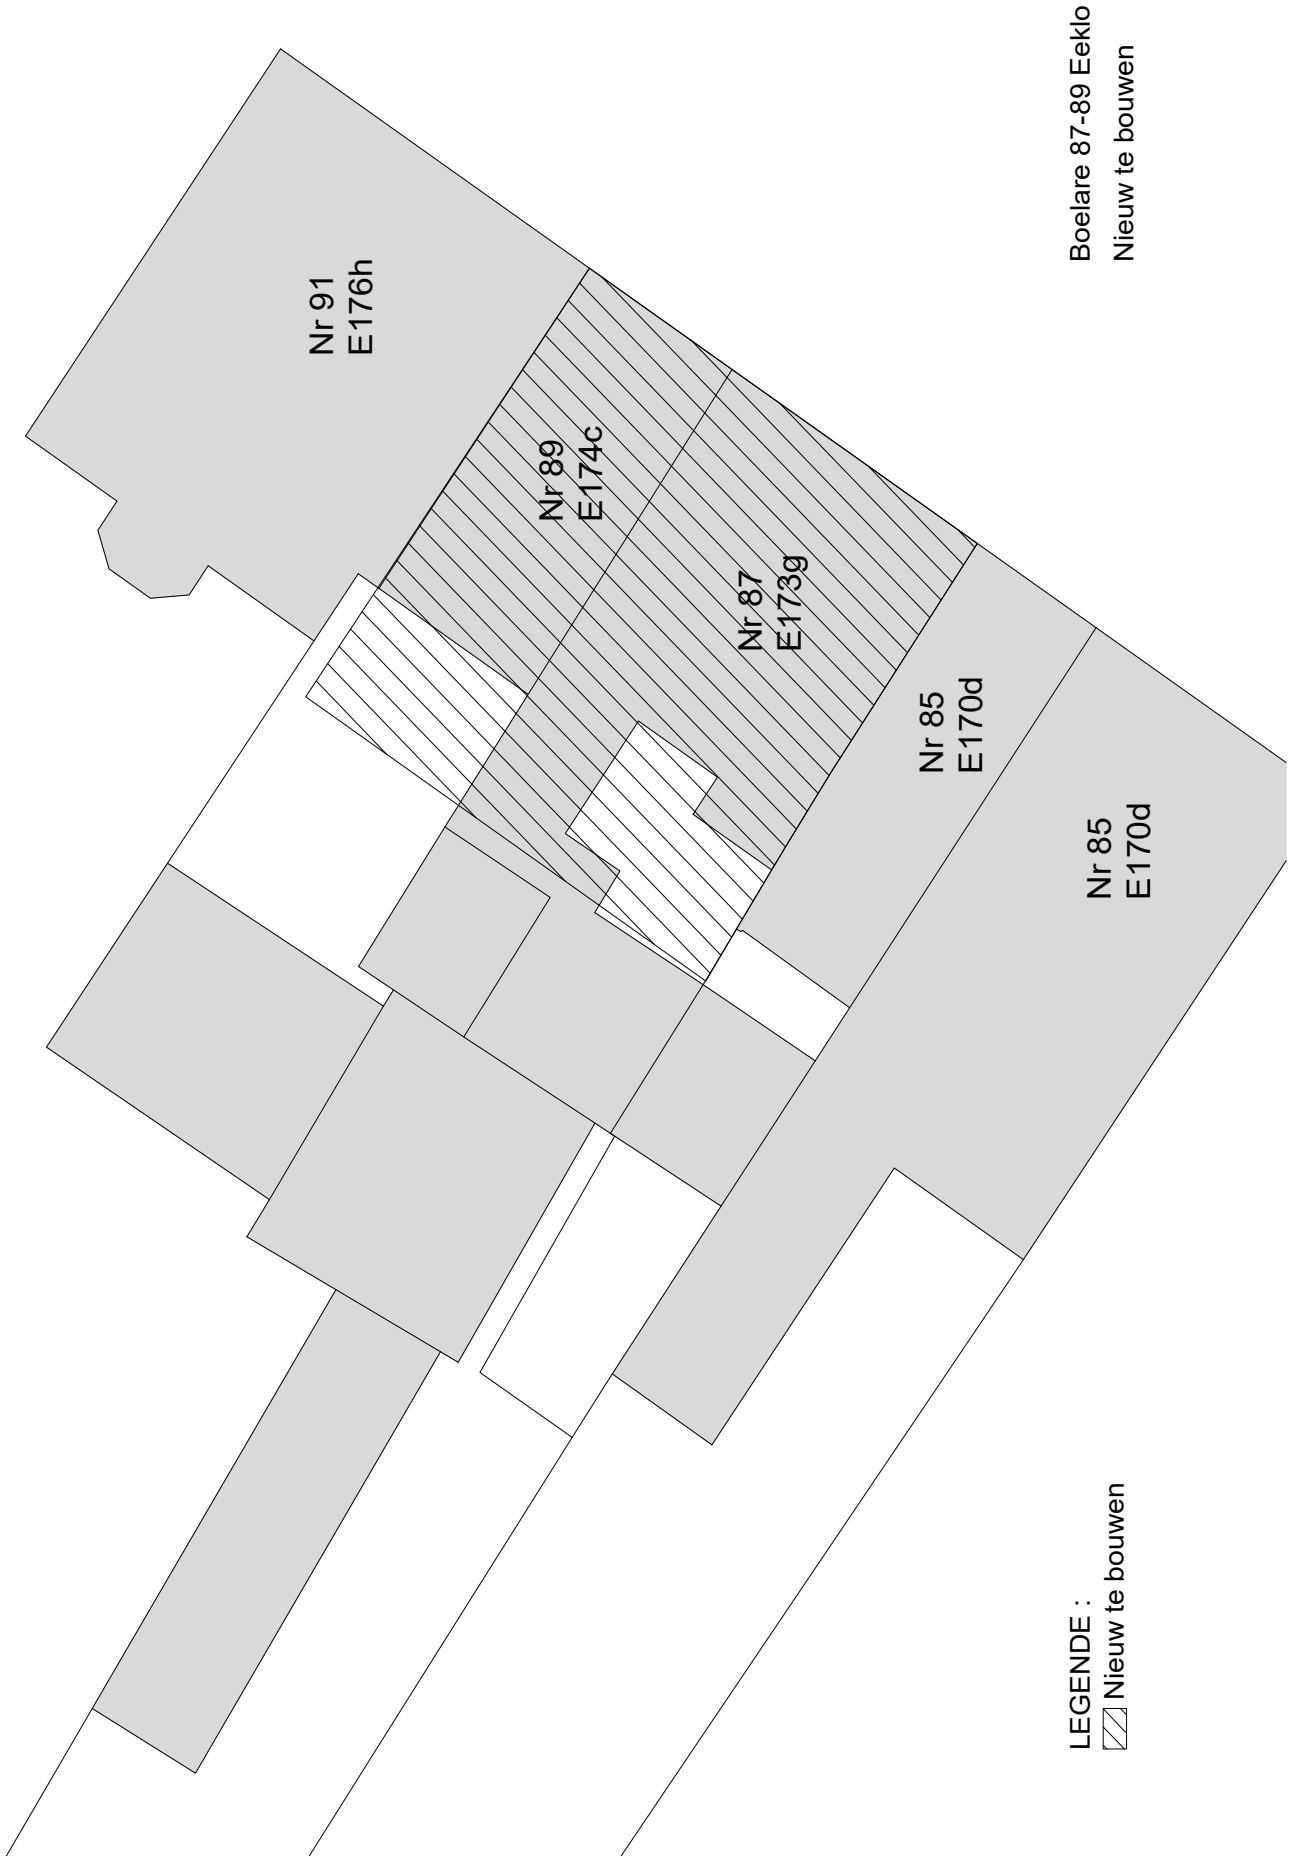 Nr 91
E176h
Nr 89
E174c
Nr 87
E173g
Nr 85
E170d
Nr 85
E170d
LEGENDE :
Nieuw te bouwen
Boelare 87-89 Eeklo
Nieuw te bouwen